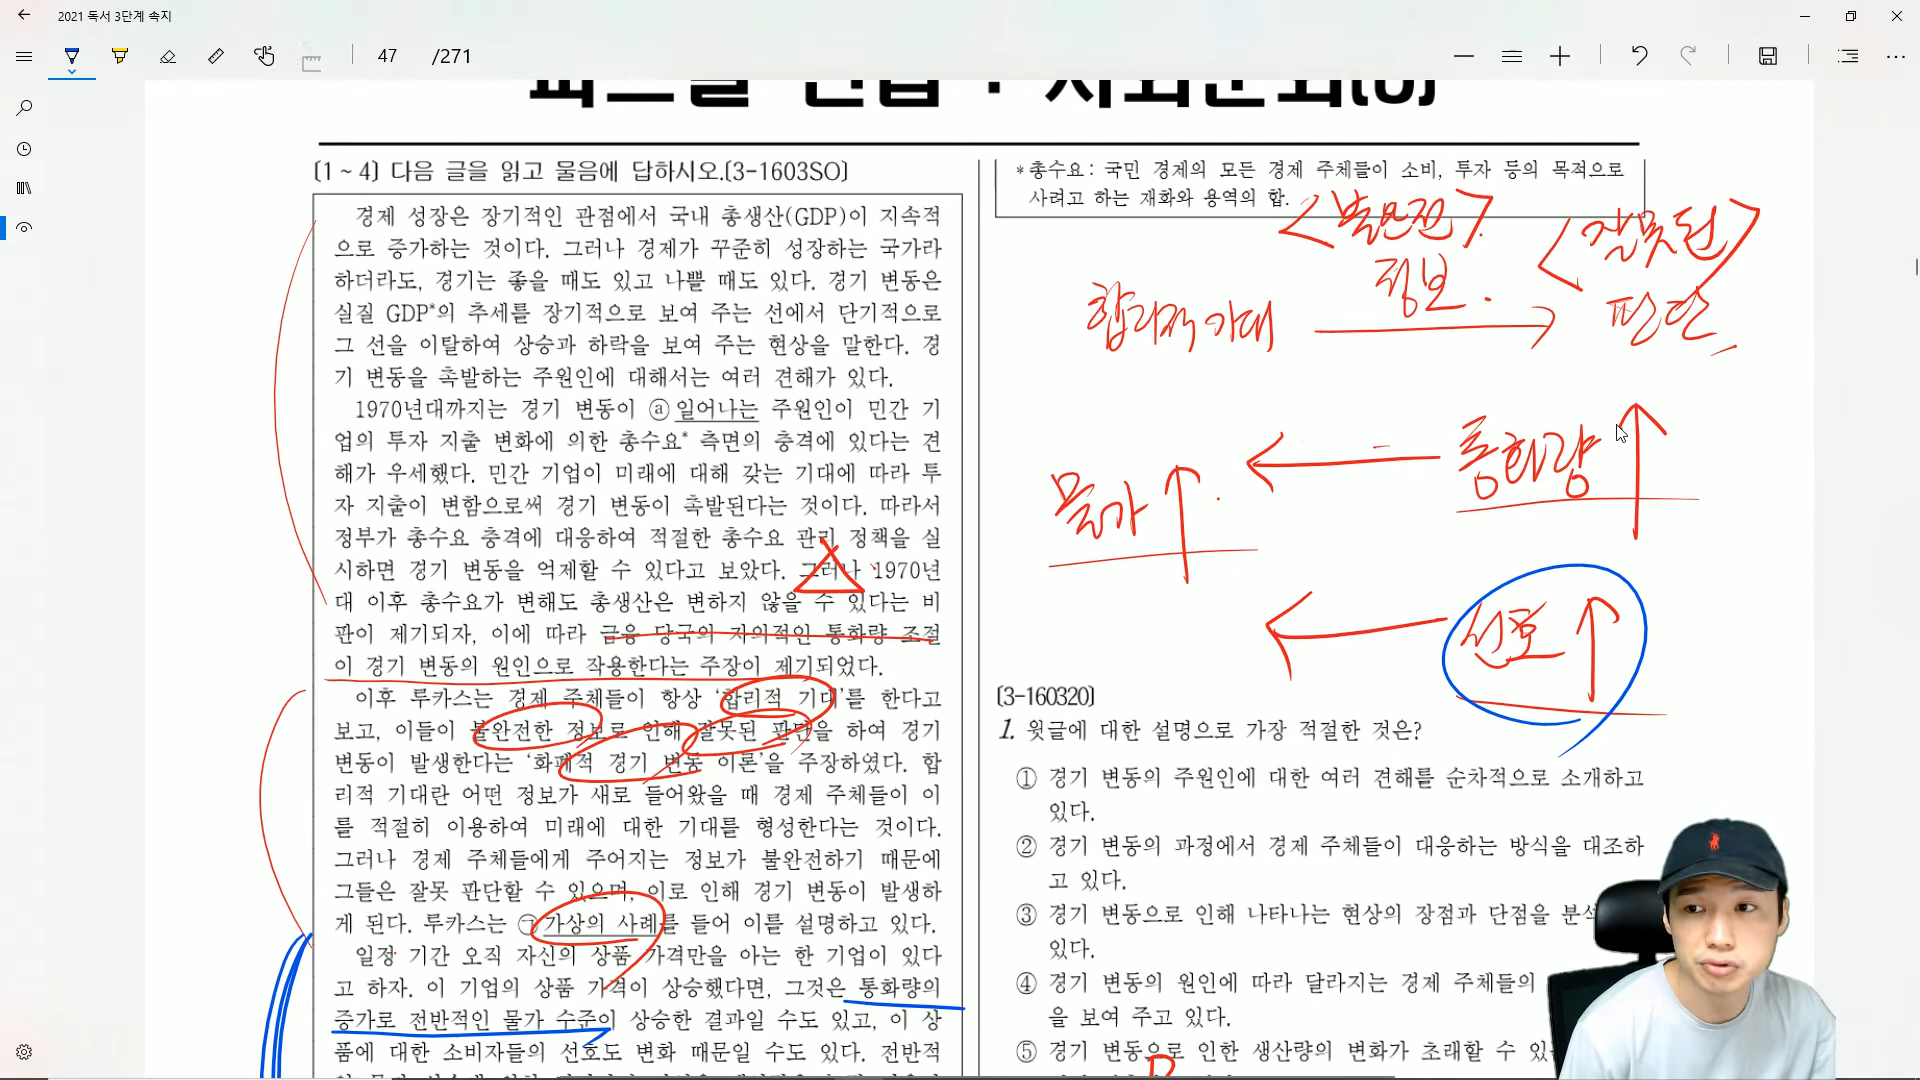 2021 독서 3단계 속지
47 /271
[1 ~ 4] 다음 글을 읽고 물음에 답하시오.[3-1603SO]
경제 성장은 장기적인 관점에서 국내 총생산(GDP)이 지속적
으로 증가하는 것이다. 그러나 경제가 꾸준히 성장하는 국가라
하더라도, 경기는 좋을 때도 있고 나쁠 때도 있다. 경기 변동은
실질 GDP*의 추세를 장기적으로 보여 주는 선에서 단기적으로
그 선을 이탈하여 상승과 하락을 보여 주는 현상을 말한다. 경
기 변동을 촉발하는 주원인에 대해서는 여러 견해가 있다.
1970년대까지는 경기 변동이 ⓐ 일어나는 주원인이 민간 기
업의 투자 지출 변화에 의한 총수요* 측면의 충격에 있다는 견
해가 우세했다. 민간 기업이 미래에 대해 갖는 기대에 따라 투
자 지출이 변함으로써 경기 변동이 촉발된다는 것이다. 따라서
정부가 총수요 충격에 대응하여 적절한 총수요 관리 정책을 실
시하면 경기 변동을 억제할 수 있다고 보았다. 그러나 1970년
대 이후 총수요가 변해도 총생산은 변하지 않을 수 있다는 비
판이 제기되자, 이에 따라 금융 당국의 자의적인 통화량 조절
이 경기 변동의 원인으로 작용한다는 주장이 제기되었다.
이후 루카스는 경제 주체들이 항상 ‘합리적 기대’를 한다고
보고, 이들이 불완전한 정보로 인해 잘못된 판단을 하여 경기
변동이 발생한다는 ‘화폐적 경기 변동 이론’을 주장하였다. 합
리적 기대란 어떤 정보가 새로 들어왔을 때 경제 주체들이 이
를 적절히 이용하여 미래에 대한 기대를 형성한다는 것이다.
그러나 경제 주체들에게 주어지는 정보가 불완전하기 때문에
그들은 잘못 판단할 수 있으며, 이로 인해 경기 변동이 발생하
게 된다. 루카스는 ㉠ 가상의 사례를 들어 이를 설명하고 있다.
일정 기간 오직 자신의 상품 가격만을 아는 한 기업이 있다
고 하자. 이 기업의 상품 가격이 상승했다면, 그것은 통화량의
증가로 전반적인 물가 수준이 상승한 결과일 수도 있고, 이 상
품에 대한 소비자들의 선호도 변화 때문일 수도 있다. 전반적
*총수요 : 국민 경제의 모든 경제 주체들이 소비, 투자 등의 목적으로
사려고 하는 재화와 용역의 합.
<불완전> <잘못된>
정보
합리적 기대 판단
통화량
물가
선호
[3-160320]
1. 윗글에 대한 설명으로 가장 적절한 것은?
① 경기 변동의 주원인에 대한 여러 견해를 순차적으로 소개하고
있다.
② 경기 변동의 과정에서 경제 주체들이 대응하는 방식을 대조하
고 있다.
③ 경기 변동으로 인해 나타나는 현상의 장점과 단점을 분석
있다.
④ 경기 변동의 원인에 따라 달라지는 경제 주체들의
을 보여 주고 있다.
⑤ 경기 변동으로 인한 생산량의 변화가 초래할 수 있